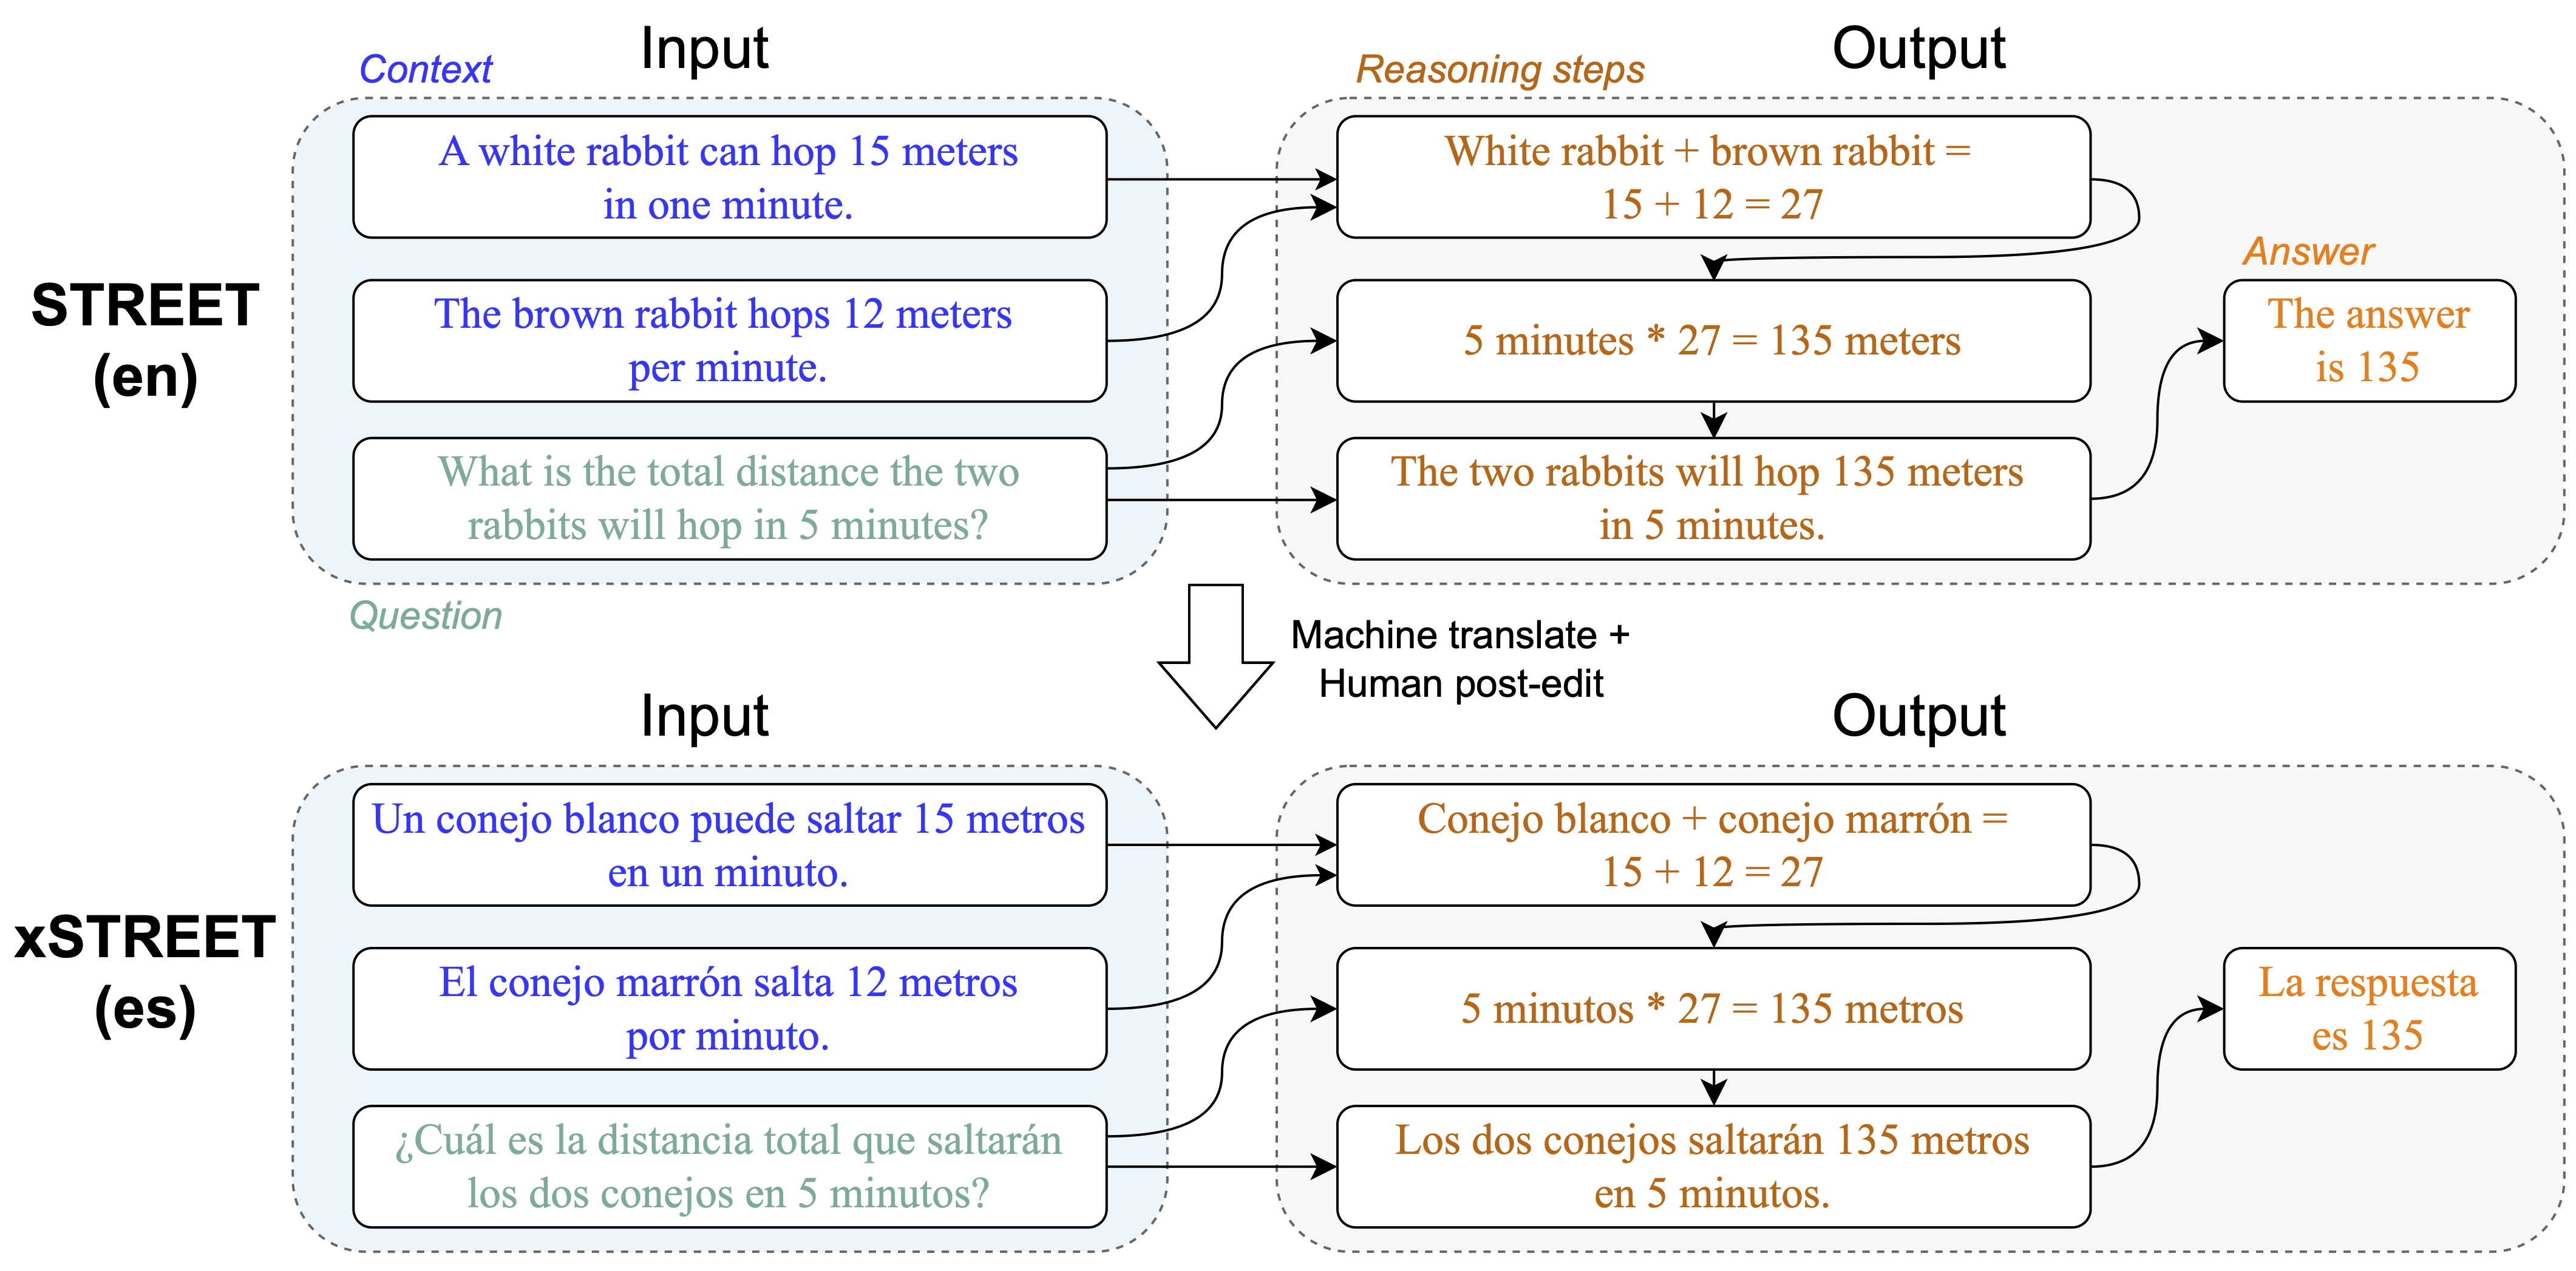 Input
Output
Context
Reasoning steps
A white rabbit can hop 15 meters
in one minute.
White rabbit + brown rabbit =
15 + 12 = 27
STREET
(en)
The brown rabbit hops 12 meters
per minute.
5 minutes * 27 = 135 meters
Answer
The answer
is 135
What is the total distance the two
rabbits will hop in 5 minutes?
The two rabbits will hop 135 meters
in 5 minutes.
Question
Machine translate +
Human post-edit
Input
Output
Un conejo blanco puede saltar 15 metros
en un minuto.
Conejo blanco + conejo marrón =
15 + 12 = 27
xSTREET
(es)
El conejo marrón salta 12 metros
por minuto.
5 minutos * 27 = 135 metros
La respuesta
es 135
¿Cuál es la distancia total que saltarán
los dos conejos en 5 minutos?
Los dos conejos saltarán 135 metros
en 5 minutos.